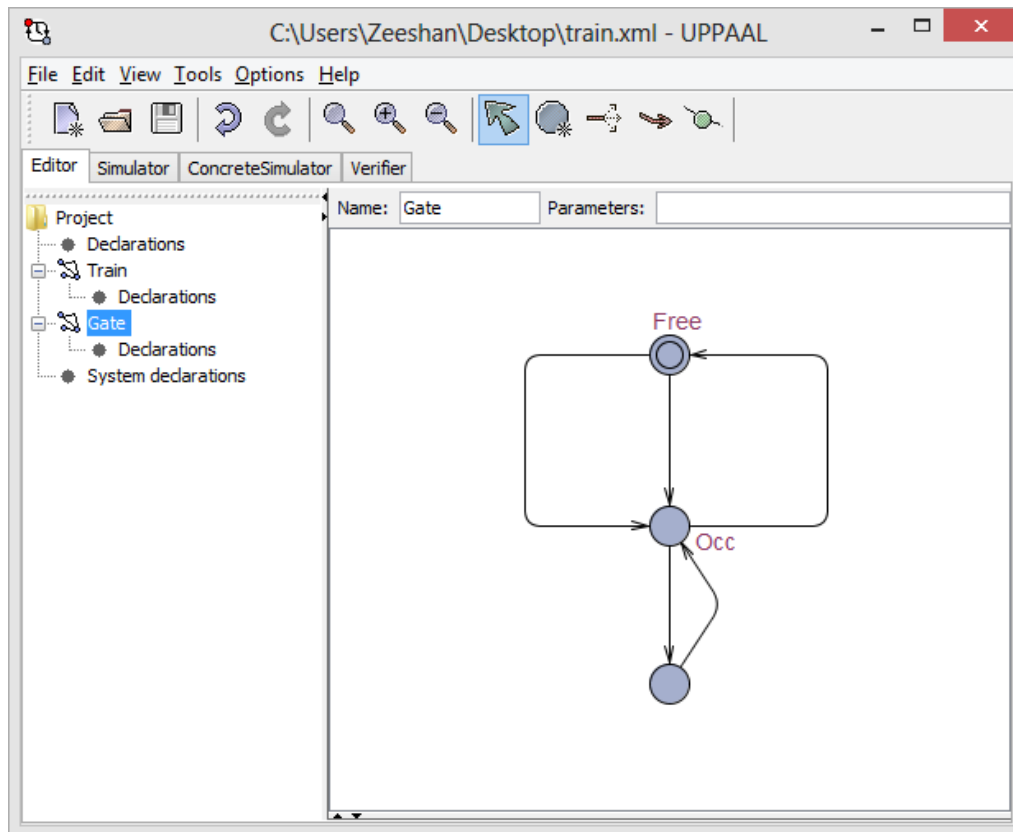 C:\Users\Zeeshan\Desktop\train.xml - UPPAAL
File Edit View Tools Options Help
Editor Simulator ConcreteSimulator Verifier
Project
Declarations
Train
Declarations
Gate
Declarations
System declarations
Name: Gate Parameters:
Free
Occ